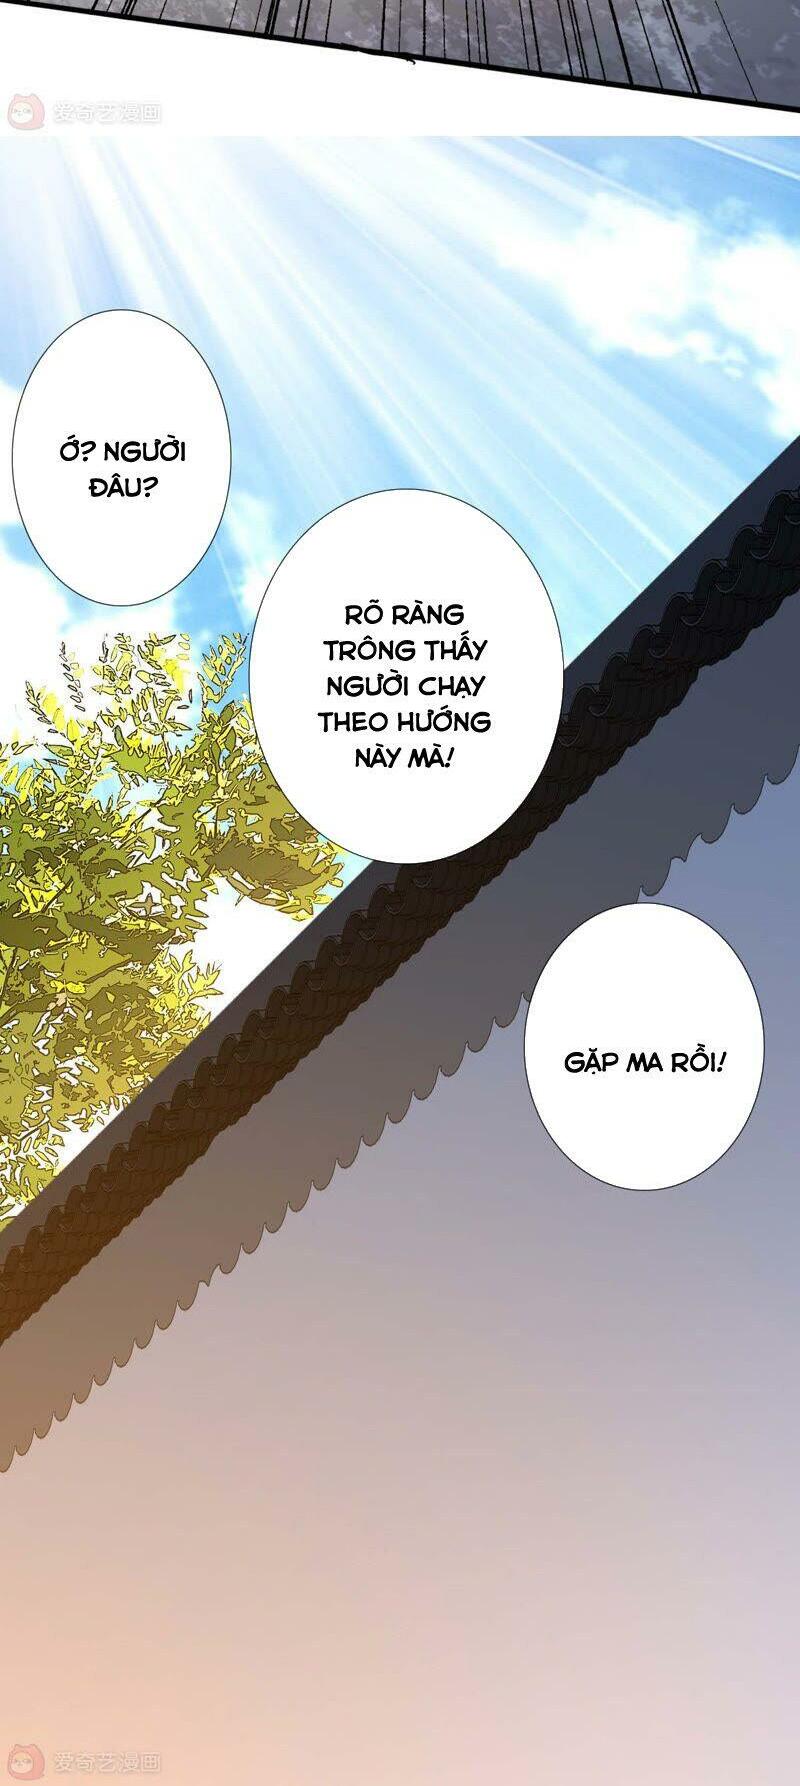 爱奇艺漫画
Ớ? NGƯỜI
ĐÂU?
RÕ RÀNG
TRÔNG THẤY
NGƯỜI CHẠY
THEO HƯỚNG
NÀY MÀ!
GẶP MA RỒI!
爱奇艺漫画